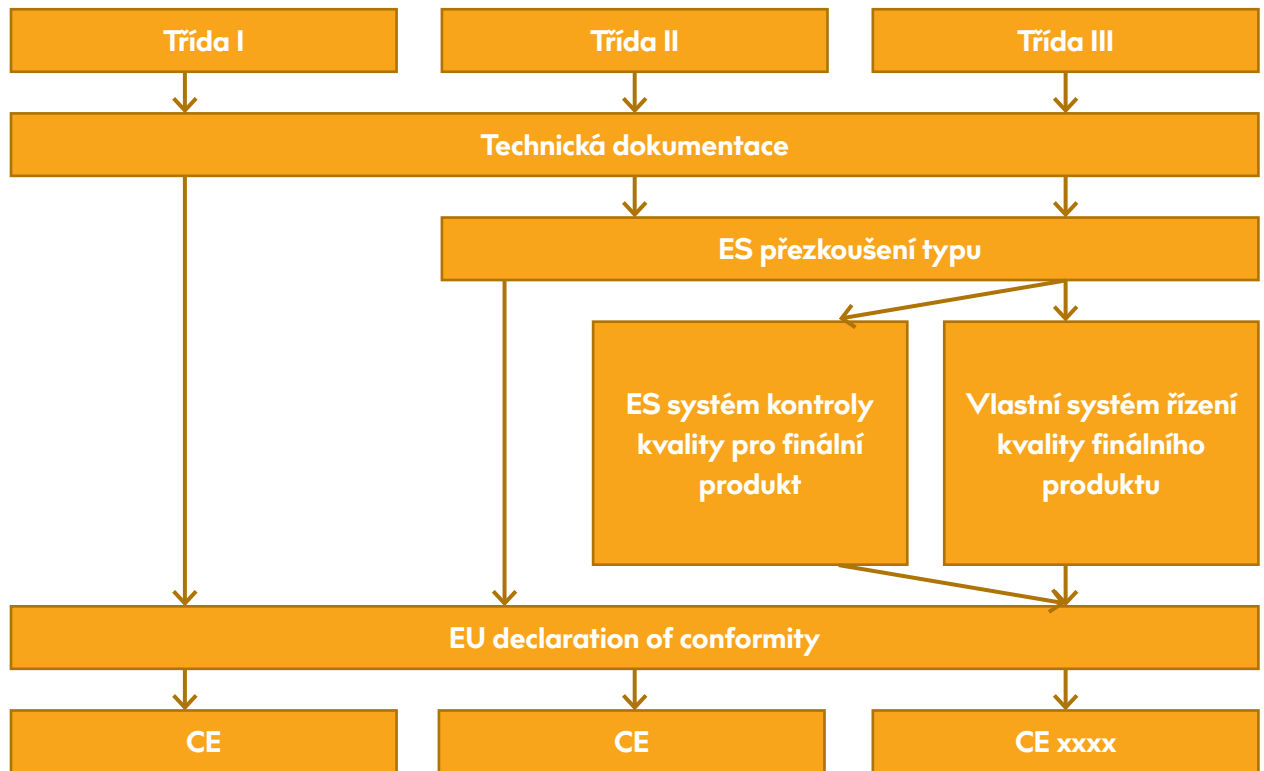 Třída I
Třída II
Třída III
Technická dokumentace
ES přezkoušení typu
ES systém kontroly
kvality pro finální
produkt
Vlastní systém řízení
kvality finálního
produktu
EU declaration of conformity
CE
CE
CE xxxx